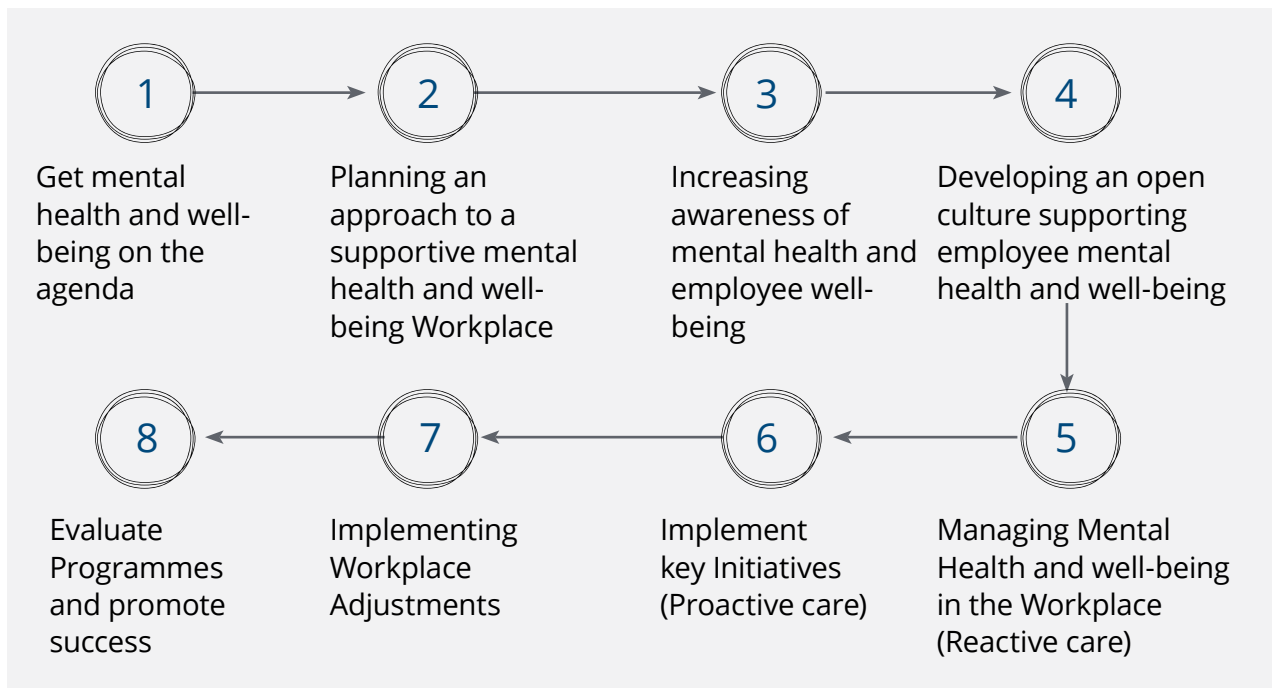 1
2
3
4
Get mental
health and well-
being on the
agenda
Planning an
approach to a
supportive mental
health and well-
being Workplace
Increasing
awareness of
mental health and
employee well-
being
Developing an open
culture supporting
employee mental
health and well-being
5
Managing Mental
Health and well-being
in the Workplace
(Reactive care)
6
Implement
key Initiatives
(Proactive care)
7
Implementing
Workplace
Adjustments
8
Evaluate
Programmes
and promote
success